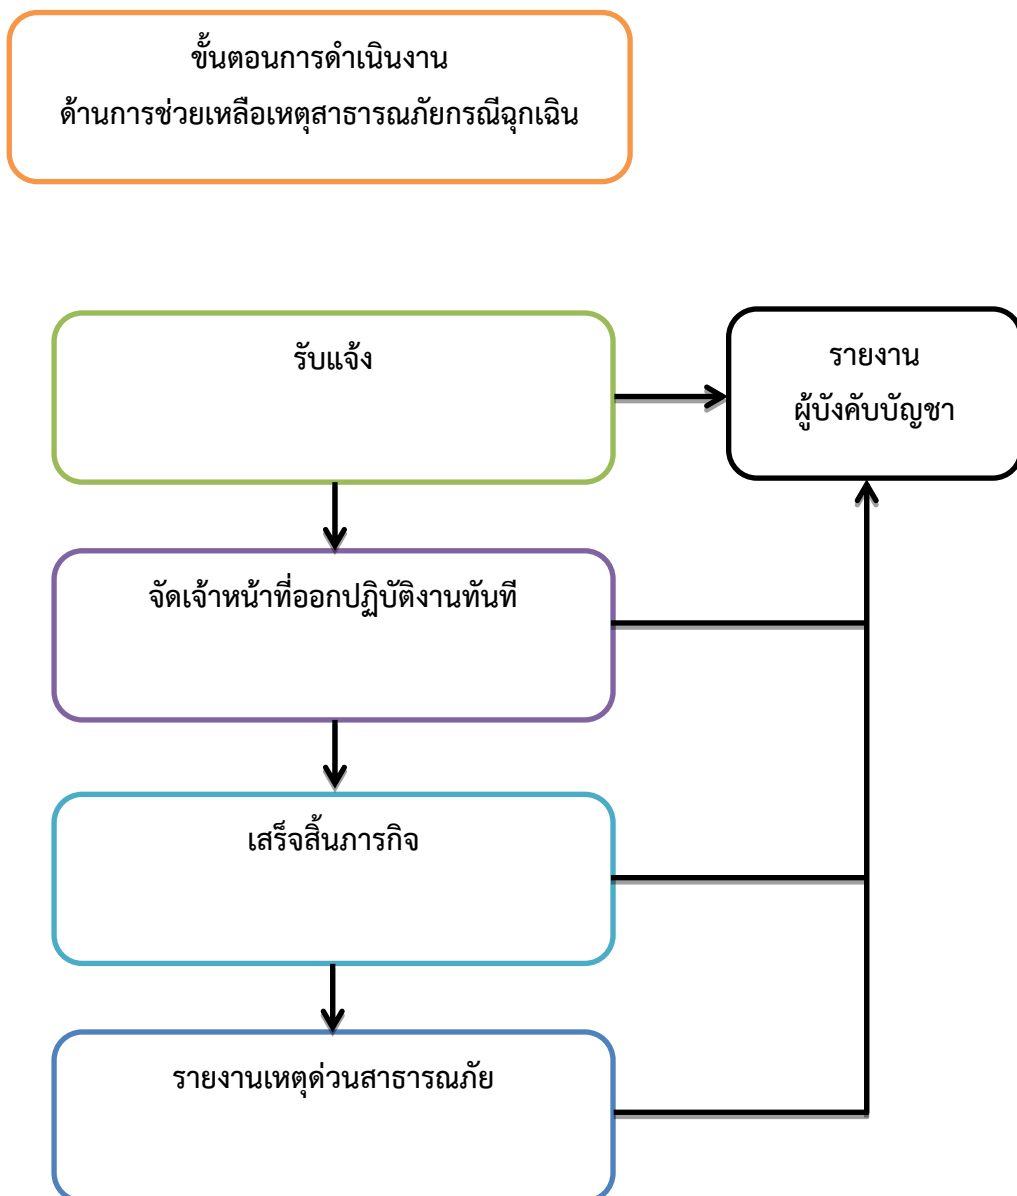 ขั้นตอนการดำเนินงาน
ด้านการช่วยเหลือเหตุสาธารณภัยกรณีฉุกเฉิน
รับแจ้ง
รายงาน
ผู้บังคับบัญชา
จัดเจ้าหน้าที่ออกปฏิบัติงานทันที
เสร็จสิ้นภารกิจ
รายงานเหตุด่วนสาธารณภัย